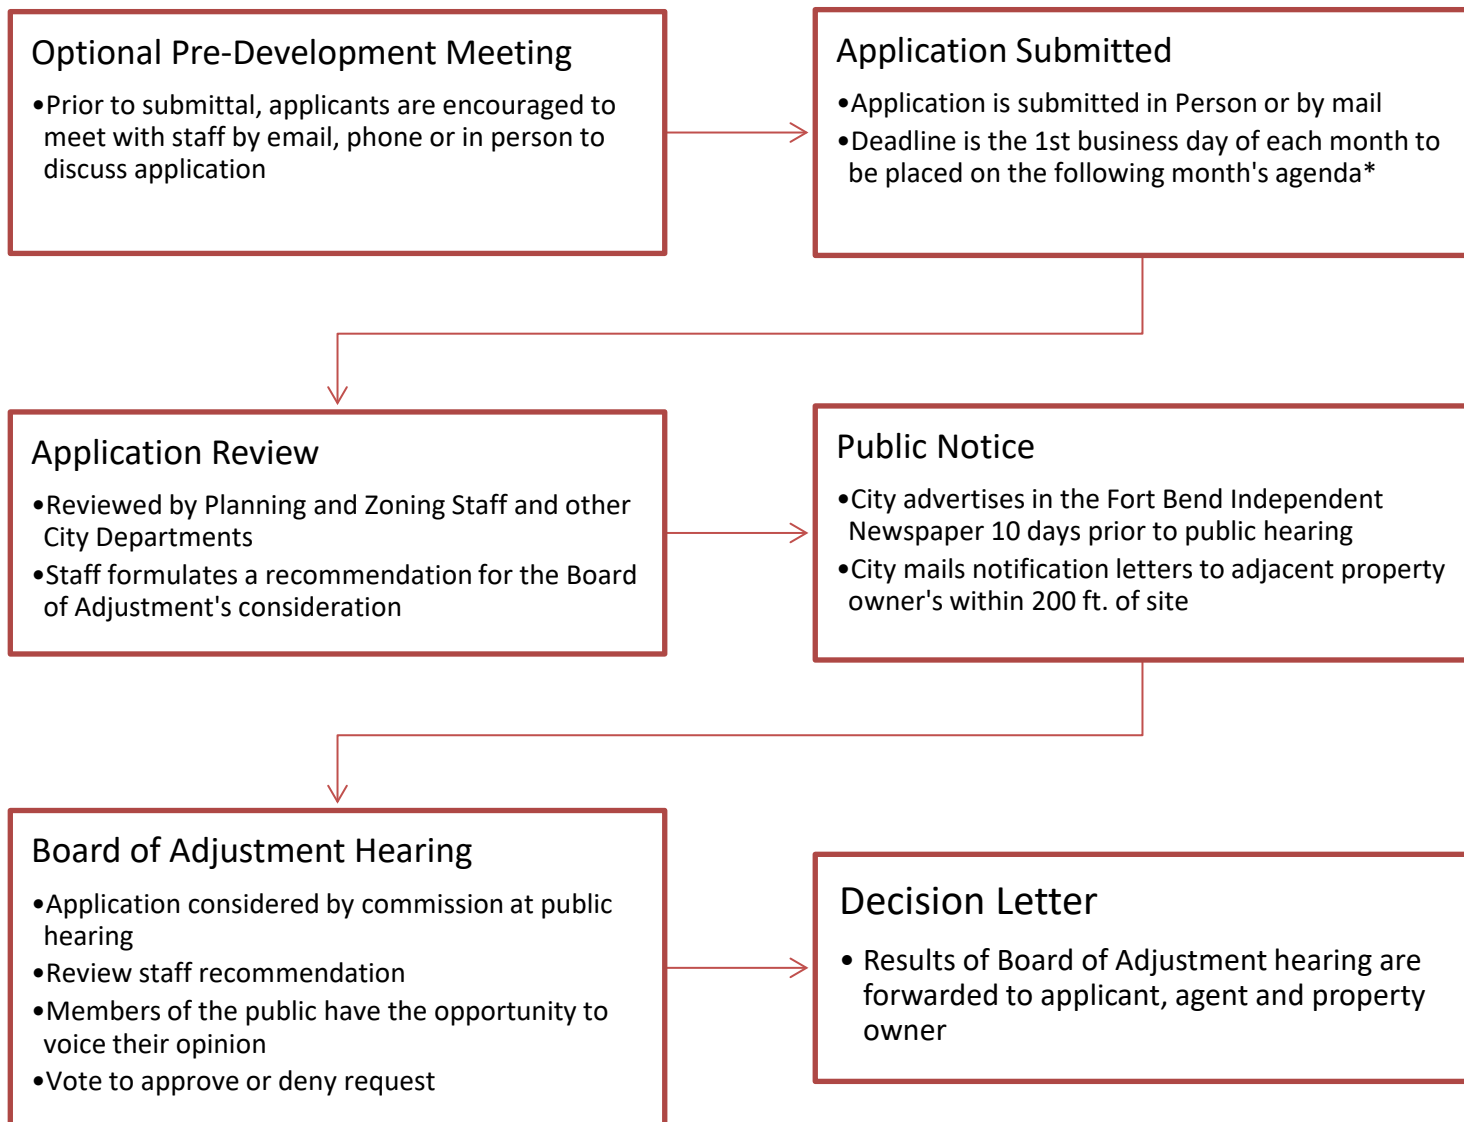 Optional Pre-Development Meeting
•Prior to submittal, applicants are encouraged to
meet with staff by email, phone or in person to
discuss application
Application Submitted
•Application is submitted in Person or by mail
•Deadline is the 1st business day of each month to
be placed on the following month's agenda*
Application Review
•Reviewed by Planning and Zoning Staff and other
City Departments
•Staff formulates a recommendation for the Board
of Adjustment's consideration
Public Notice
•City advertises in the Fort Bend Independent
Newspaper 10 days prior to public hearing
•City mails notification letters to adjacent property
owner's within 200 ft. of site
Board of Adjustment Hearing
•Application considered by commission at public
hearing
•Review staff recommendation
•Members of the public have the opportunity to
voice their opinion
•Vote to approve or deny request
Decision Letter
• Results of Board of Adjustment hearing are
forwarded to applicant, agent and property
owner